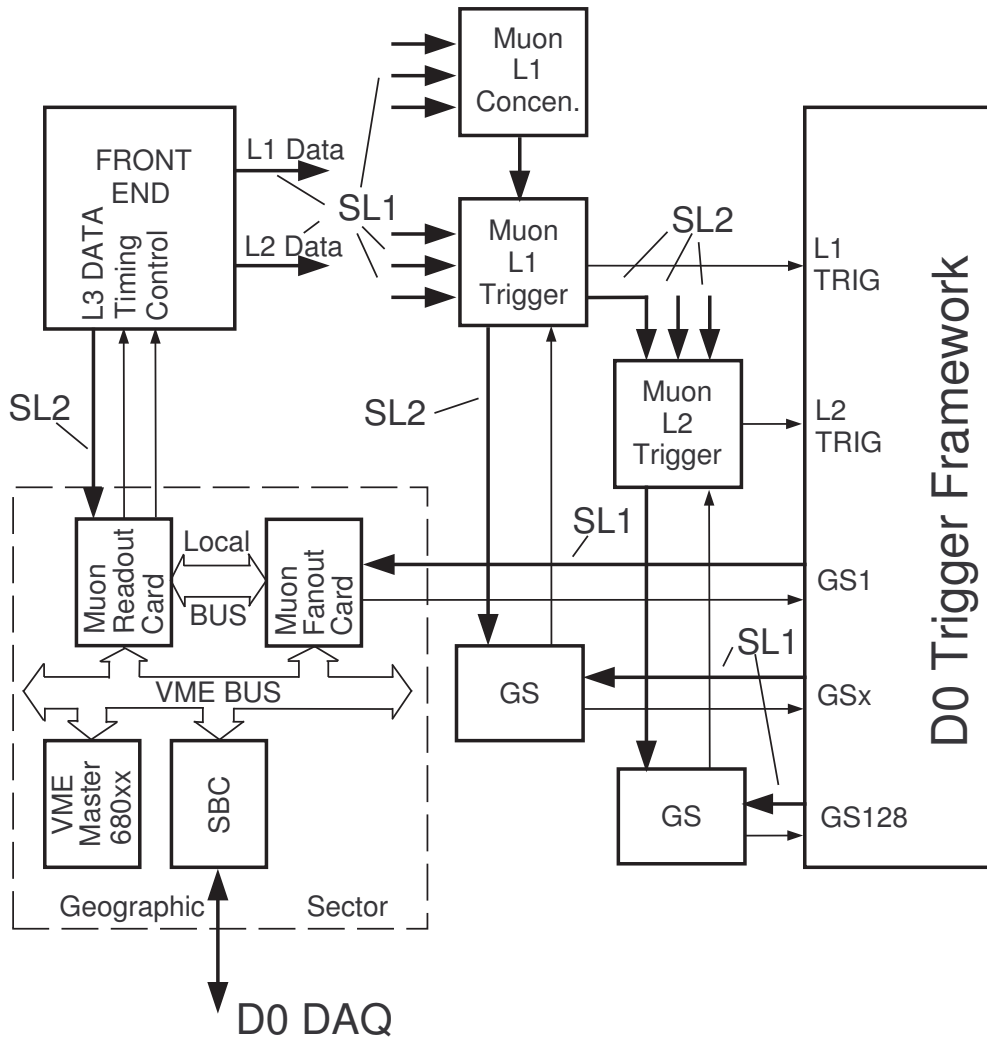 Muon
L1
Concen.
FRONT
END
L3 DATA
Timing
Control
L1 Data
SL1
L2 Data
Muon
L1
Trigger
SL2
L1
TRIG
SL2
SL2
Muon
L2
Trigger
L2
TRIG
D0 Trigger Framework
SL1
Muon
Readout
Card
Local
BUS
Muon
Fanout
Card
GS1
VME BUS
GS
SL1
GSx
VME
Master
680xx
SBC
GS
GS128
Geographic Sector
D0 DAQ